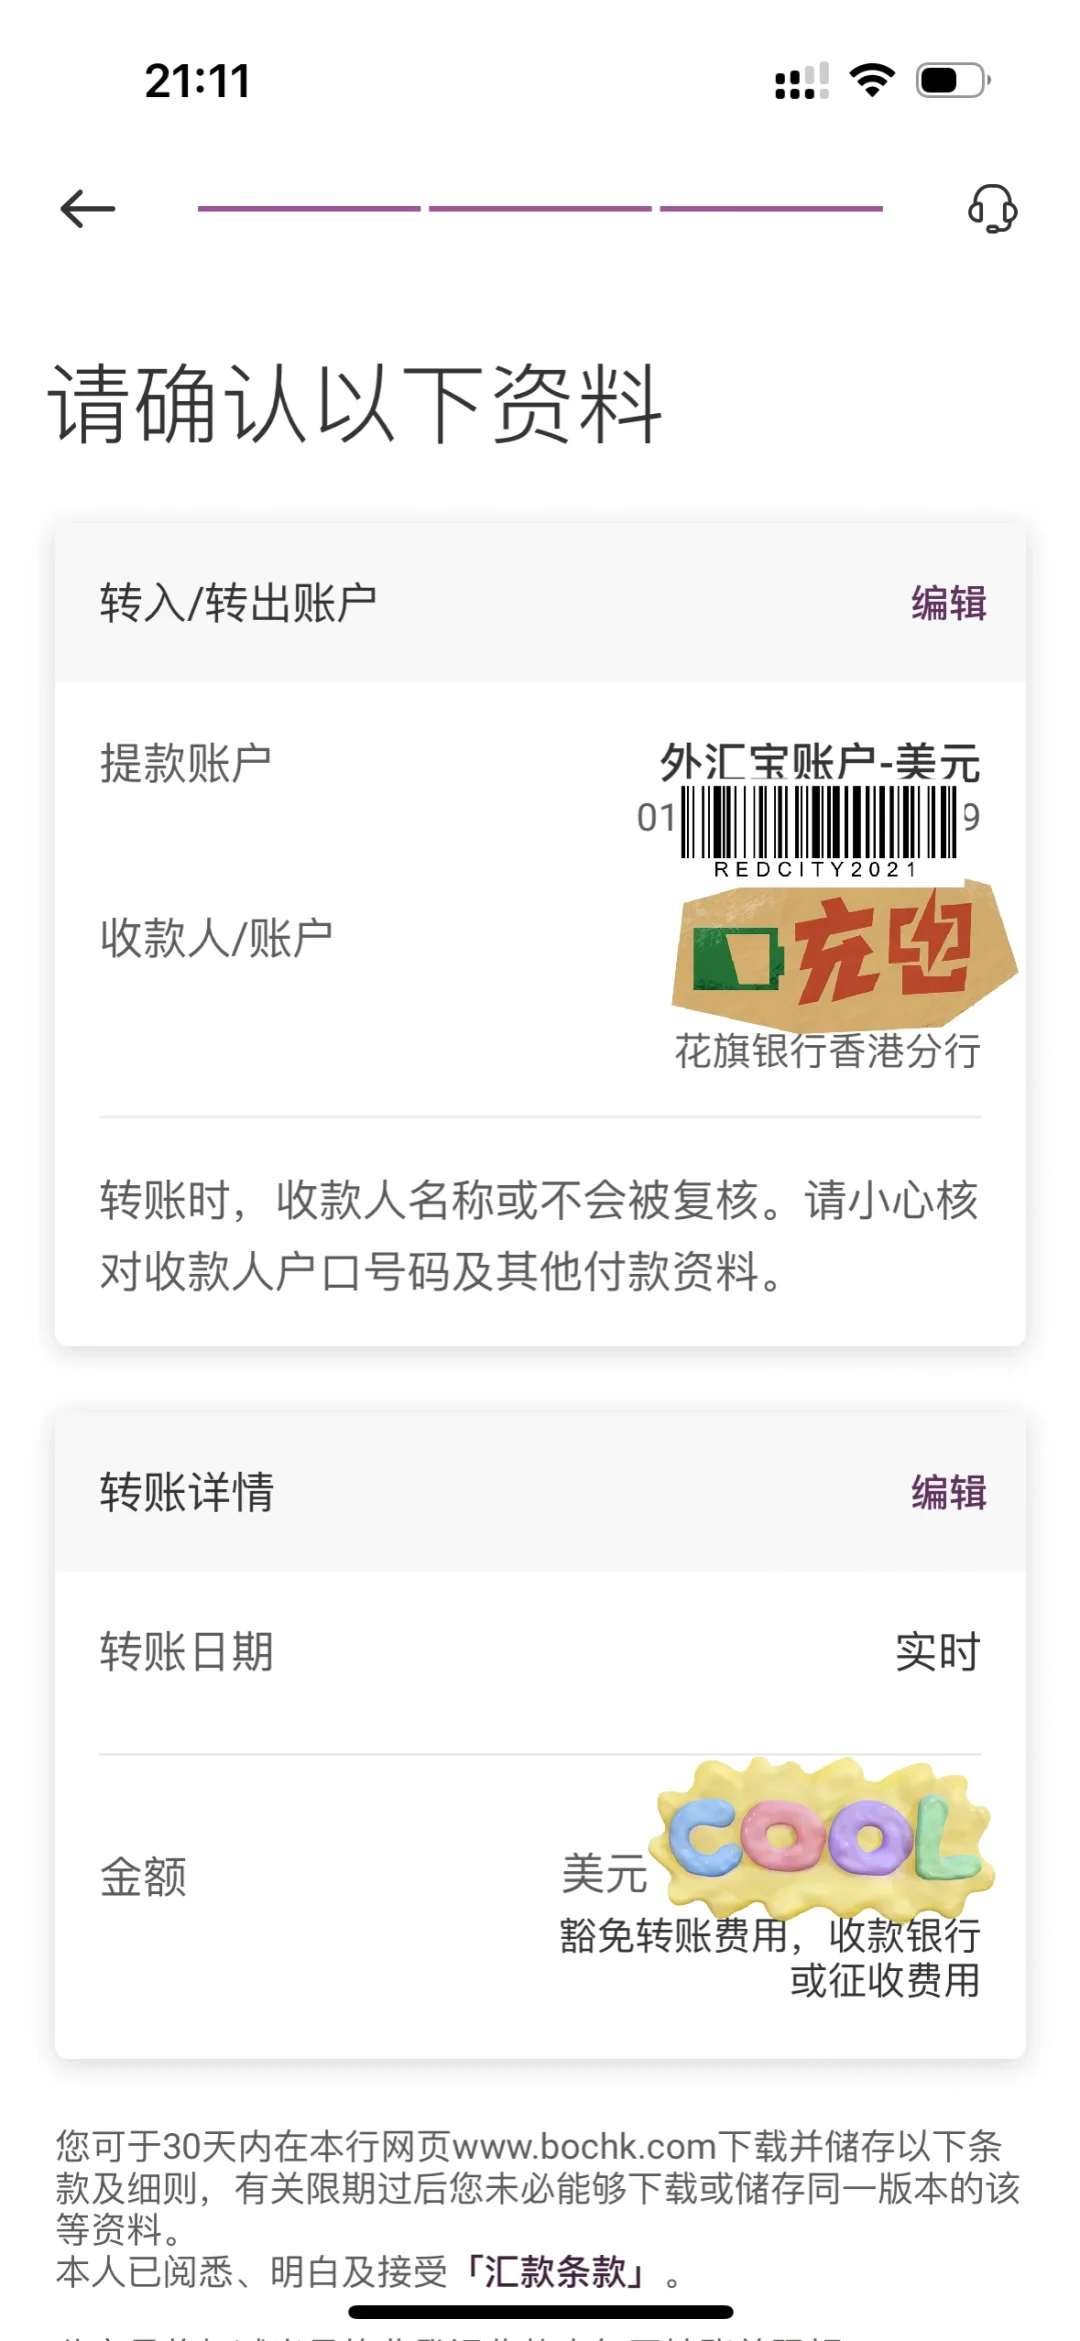 21:11
请确认以下资料
转入/转出账户
编辑
提款账户
外汇宝账户-美元
01
9
REDCITY2021
收款人/账户
充电
花旗银行香港分行
转账时，收款人名称或不会被复核。请小心核
对收款人户口号码及其他付款资料。
转账详情
编辑
转账日期
实时
COOL
金额
美元
豁免转账费用，收款银行
或征收费用
您可于30天内在本行网页www.bochk.com下载并储存以下条
款及细则，有关限期过后您未必能够下载或储存同一版本的该
等资料。
本人已阅悉、明白及接受「汇款条款」。